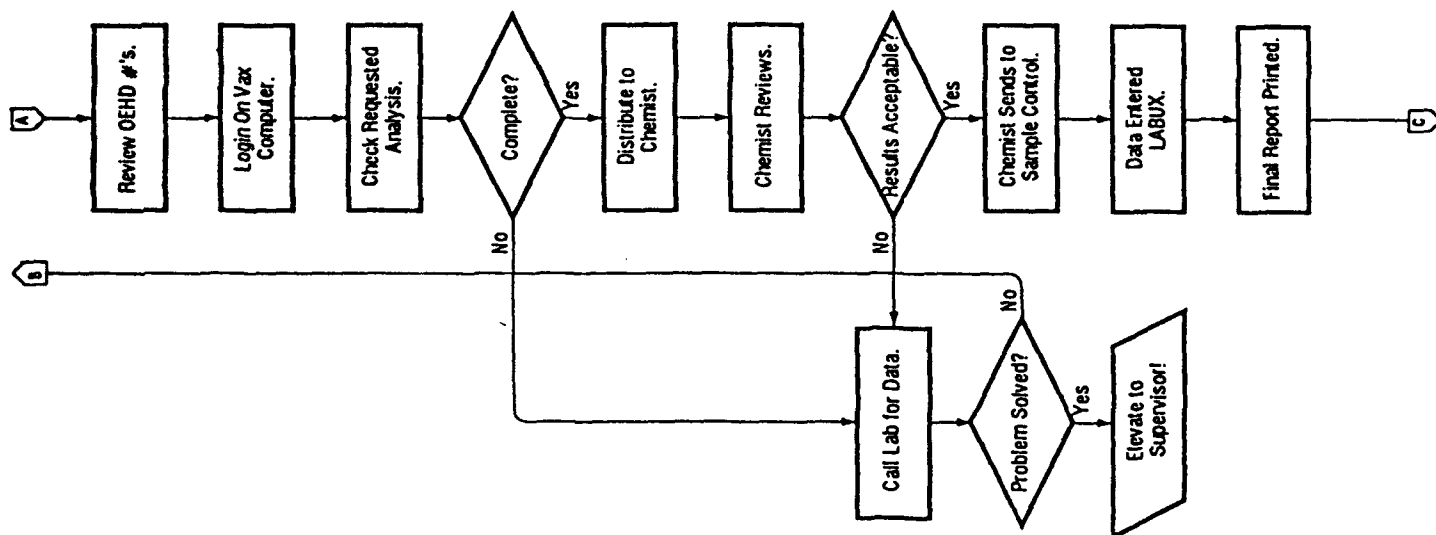 A
Review OEHD #'s.
Login On Vax
Computer.
Check Requested
Analysis.
Complete?
Yes
No
Distribute to
Chemist.
Chemist Reviews.
Results Acceptable?
Yes
No
Chemist Sends to
Sample Control.
Data Entered
LABUX.
Final Report Printed.
C
B
Call Lab for Data.
Problem Solved?
No
Yes
Elevate to
Supervisor!